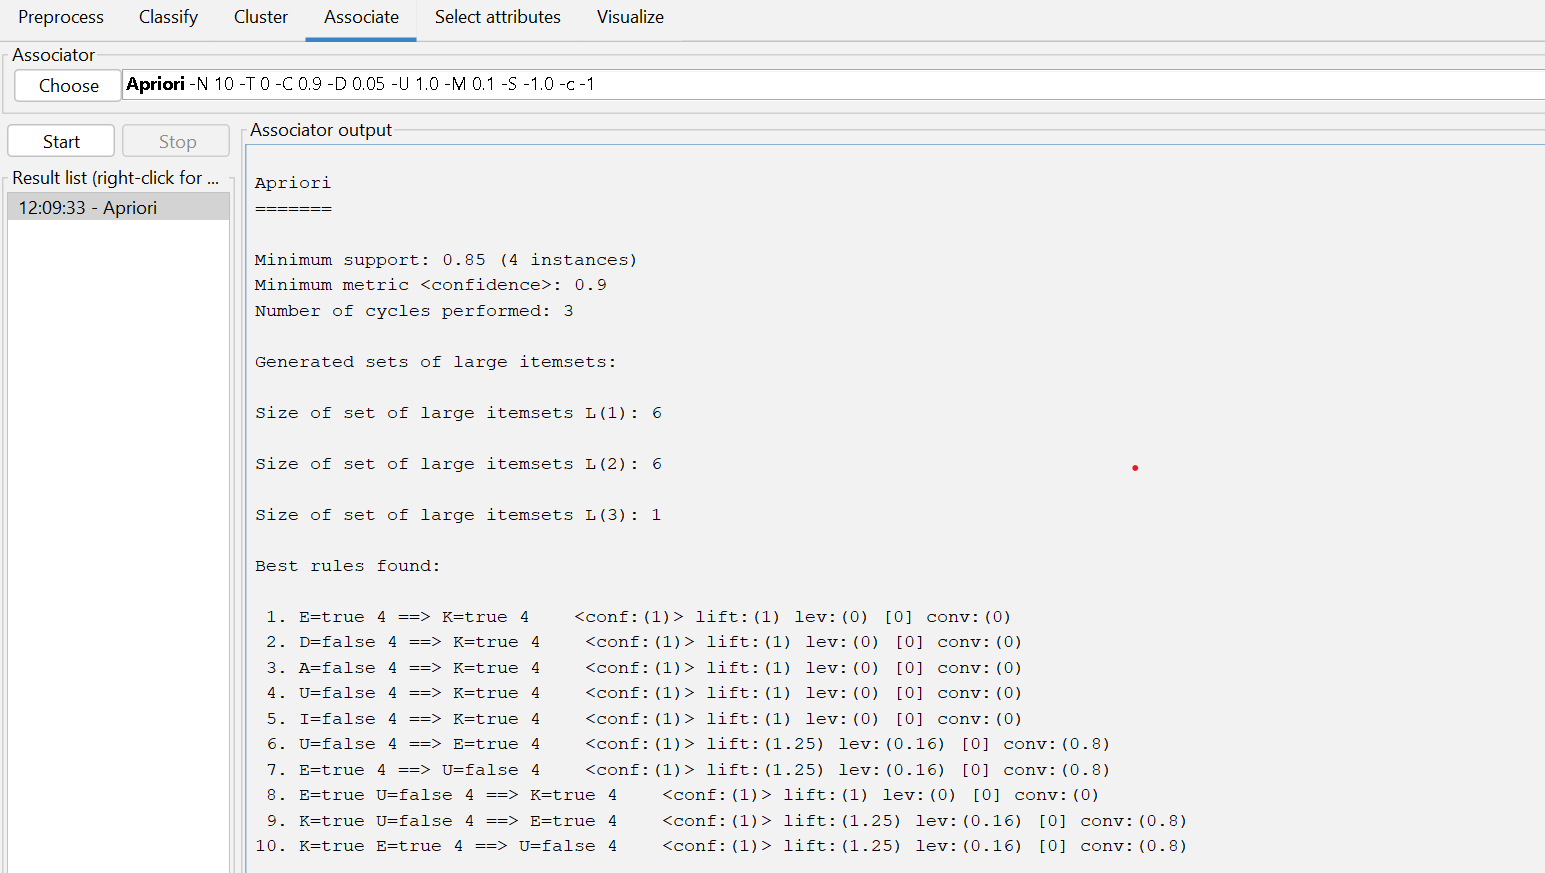 Preprocess Classify Cluster Associate Select attributes Visualize
Associator
Choose Apriori -N 10 -T 0 -C 0.9 -D 0.05 -U 1.0 -M 0.1 -S -1.0 -c -1
Start Stop
Result list (right-click for ...
12:09:33 - Apriori
Associator output
Apriori
=======
Minimum support: 0.85 (4 instances)
Minimum metric <confidence>: 0.9
Number of cycles performed: 3
Generated sets of large itemsets:
Size of set of large itemsets L(1): 6
Size of set of large itemsets L(2): 6
Size of set of large itemsets L(3): 1
Best rules found:
1. E=true 4 ==> K=true 4    <conf:(1)> lift:(1) lev:(0) [0] conv:(0)
2. D=false 4 ==> K=true 4    <conf:(1)> lift:(1) lev:(0) [0] conv:(0)
3. A=false 4 ==> K=true 4    <conf:(1)> lift:(1) lev:(0) [0] conv:(0)
4. U=false 4 ==> K=true 4    <conf:(1)> lift:(1) lev:(0) [0] conv:(0)
5. I=false 4 ==> K=true 4    <conf:(1)> lift:(1) lev:(0) [0] conv:(0)
6. U=false 4 ==> E=true 4    <conf:(1)> lift:(1.25) lev:(0.16) [0] conv:(0.8)
7. E=true 4 ==> U=false 4    <conf:(1)> lift:(1.25) lev:(0.16) [0] conv:(0.8)
8. E=true U=false 4 ==> K=true 4    <conf:(1)> lift:(1) lev:(0) [0] conv:(0)
9. K=true U=false 4 ==> E=true 4    <conf:(1)> lift:(1.25) lev:(0.16) [0] conv:(0.8)
10. K=true E=true 4 ==> U=false 4    <conf:(1)> lift:(1.25) lev:(0.16) [0] conv:(0.8)